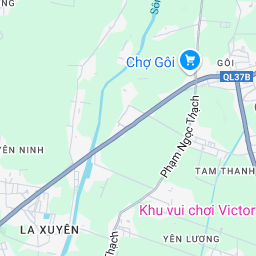 Sôn
Chợ Gôi
GÔI
QL37B
Phạm Ngọc Thạch
YÊN NINH
TAM THANH
Khu vui chơi Victor
LA XUYÊN
Thạch
YÊN LƯƠNG